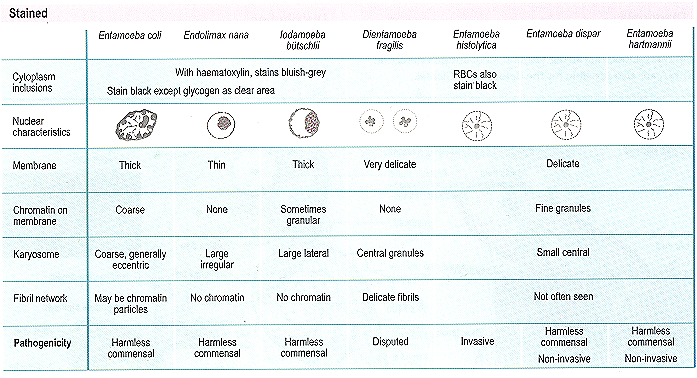 Stained
Entamoeba coli
Endolimax nana
Iodamoeba
bütschlii
Dientamoeba
fragilis
Entamoeba
histolytica
Entamoeba dispar
Entamoeba
hartmannii
Cytoplasm
inclusions
With haematoxylin, stains bluish-grey
Stain black except glycogen as clear area
RBCs also
stain black
Nuclear
characteristics
Membrane
Thick
Thin
Thick
Very delicate
Delicate
Chromatin on
membrane
Coarse
None
Sometimes
granular
None
Fine granules
Karyosome
Coarse, generally
eccentric
Large
irregular
Large lateral
Central granules
Small central
Fibril network
May be chromatin
particles
No chromatin
No chromatin
Delicate fibrils
Not often seen
Pathogenicity
Harmless
commensal
Harmless
commensal
Harmless
commensal
Disputed
Invasive
Harmless
commensal
Non-invasive
Harmless
commensal
Non-invasive